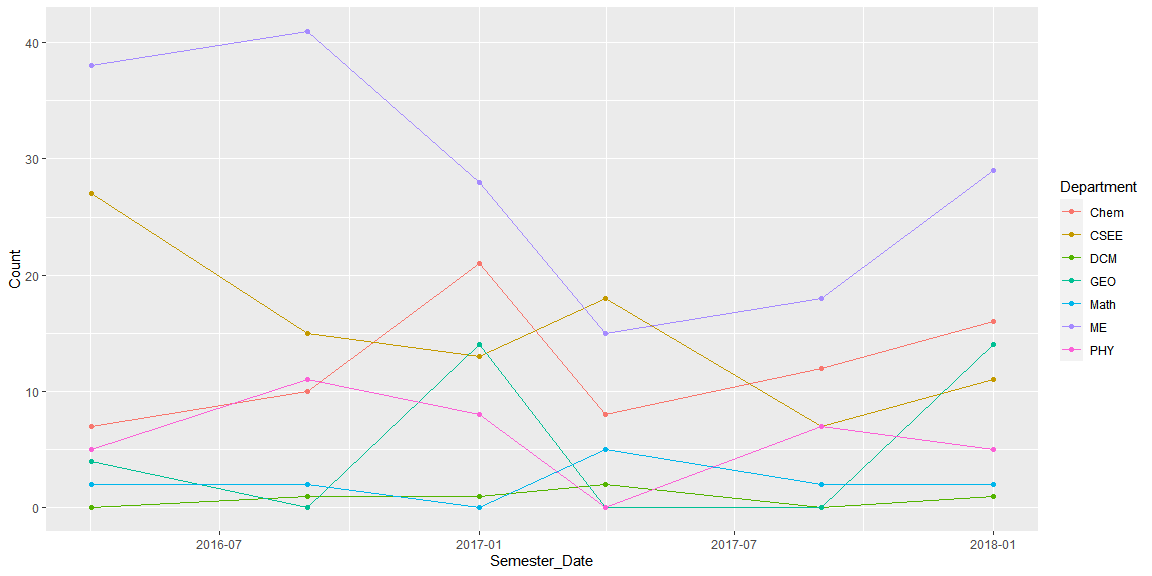 40
30
20
10
0
Count
2016-07
2017-01
2017-07
2018-01
Semester_Date
Department
Chem
CSEE
DCM
GEO
Math
ME
PHY